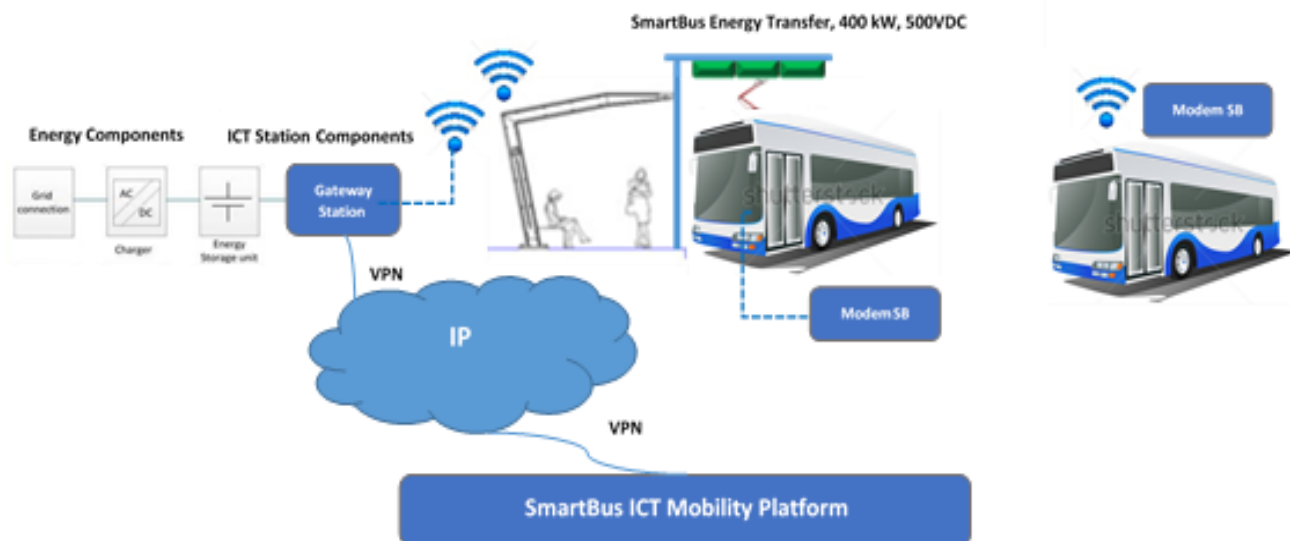 SmartBus Energy Transfer, 400 kW, 500VDC
Energy Components
ICT Station Components
Modem SB
Grid
connection
AC
DC
Charger
Energy
Storage unit
Gateway
Station
shutterstock
shutterstock
VPN
Modem SB
IP
VPN
SmartBus ICT Mobility Platform